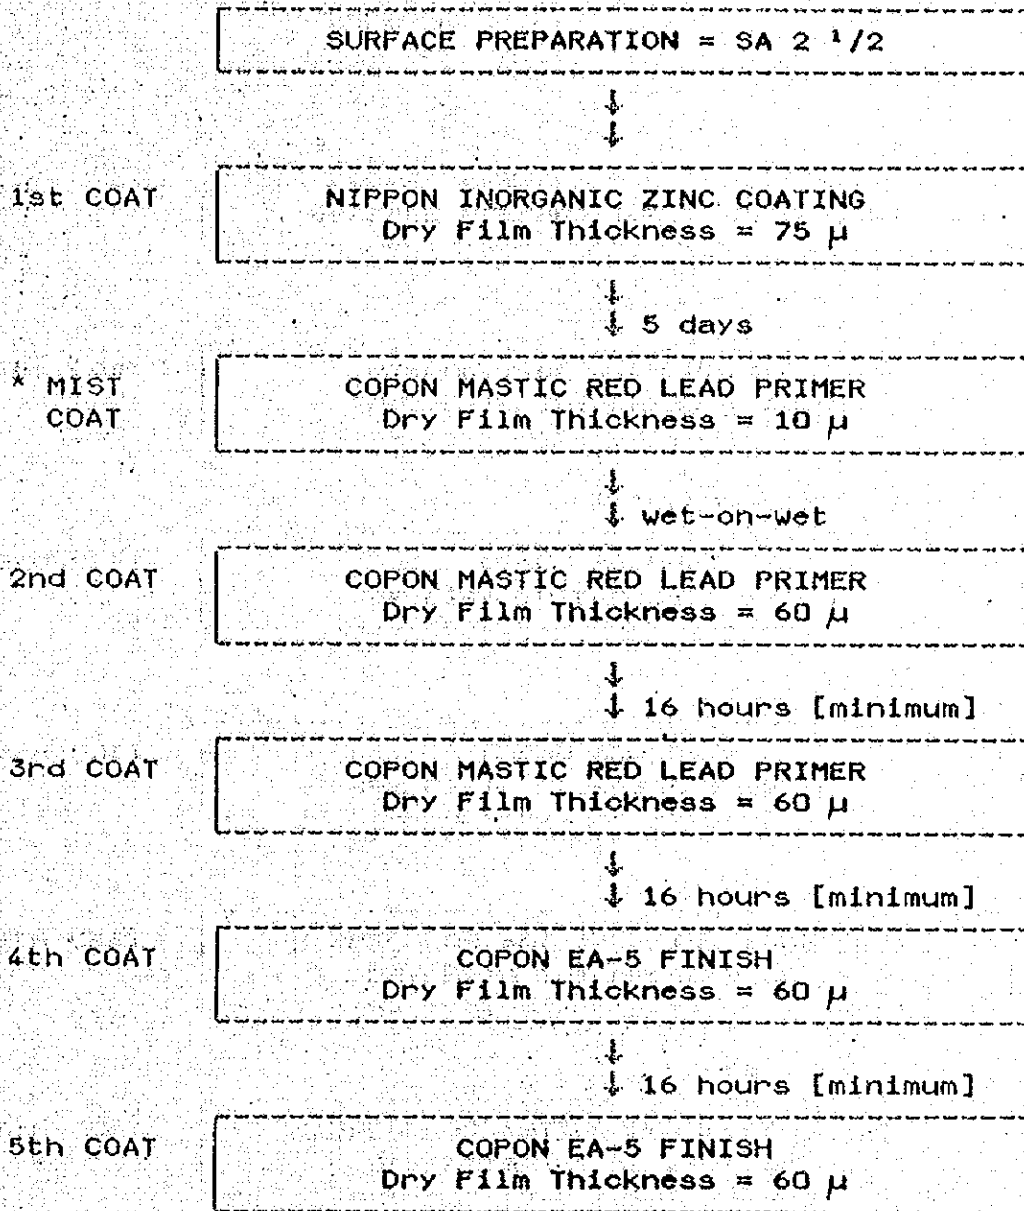 SURFACE PREPARATION = SA 2 1/2
↓
↓
1st COAT NIPPON INORGANIC ZINC COATING
Dry Film Thickness = 75 μ
↓
↓ 5 days
* MIST COPON MASTIC RED LEAD PRIMER
COAT Dry Film Thickness = 10 μ
↓
↓ wet-on-wet
2nd COAT COPON MASTIC RED LEAD PRIMER
Dry Film Thickness = 60 μ
↓
↓ 16 hours [minimum]
3rd COAT COPON MASTIC RED LEAD PRIMER
Dry Film Thickness = 60 μ
↓
↓ 16 hours [minimum]
4th COAT COPON EA-5 FINISH
Dry Film Thickness = 60 μ
↓
↓ 16 hours [minimum]
5th COAT COPON EA-5 FINISH
Dry Film Thickness = 60 μ